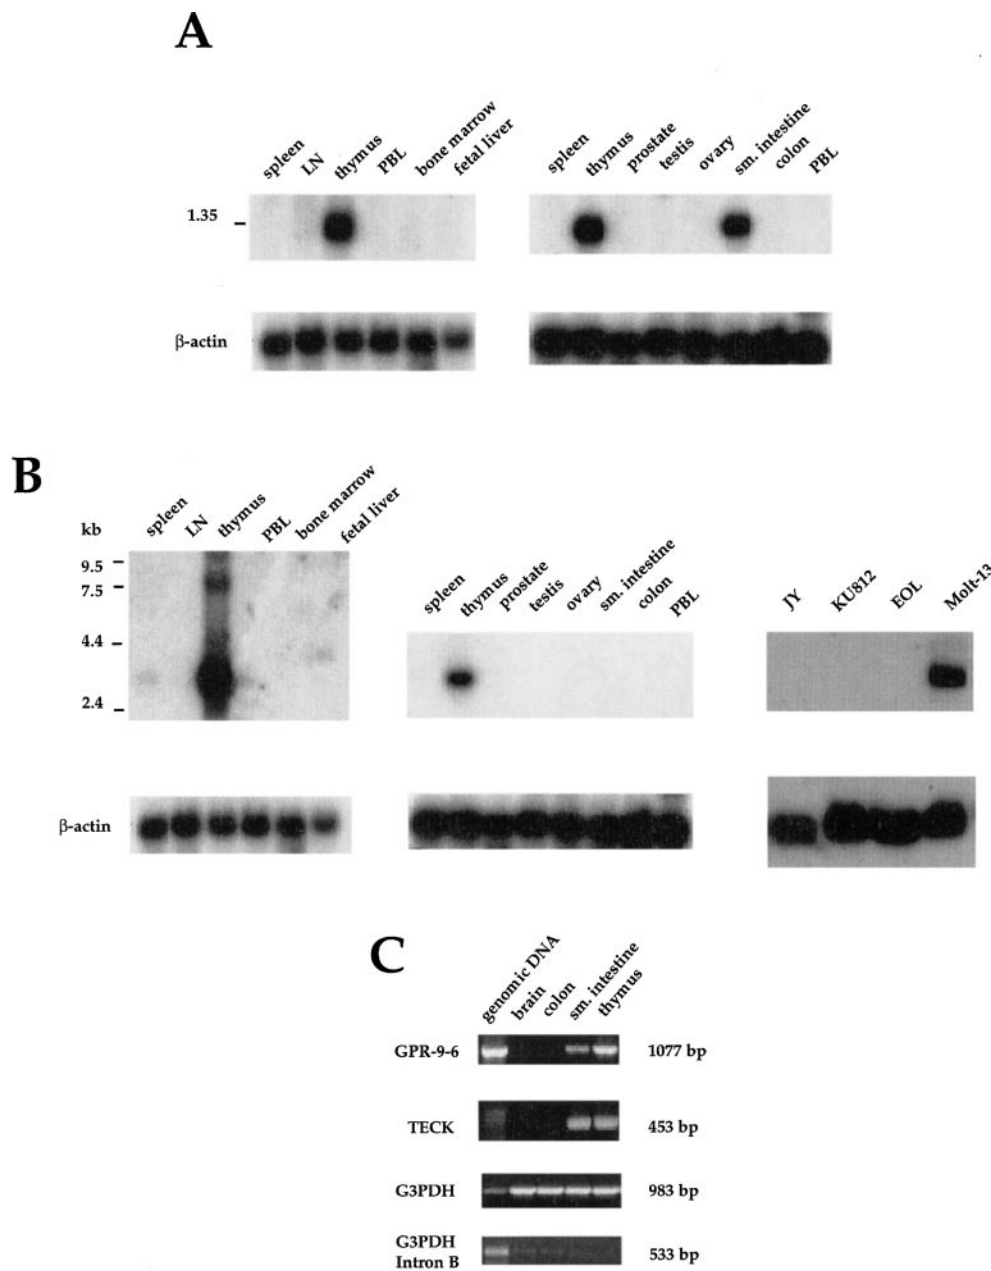 A
spleen
LN
thymus
PBL
bone marrow
fetal liver
spleen
thymus
prostate
testis
ovary
sm. intestine
colon
PBL
1.35
β-actin
B
spleen
LN
thymus
PBL
bone marrow
fetal liver
kb
9.5
7.5
4.4
2.4
spleen
thymus
prostate
testis
ovary
sm. intestine
colon
PBL
JY
KU812
EOL
Molt-13
β-actin
C
genomic DNA
brain
colon
sm. intestine
thymus
GPR-9-6 1077 bp
TECK 453 bp
G3PDH 983 bp
G3PDH
Intron B 533 bp